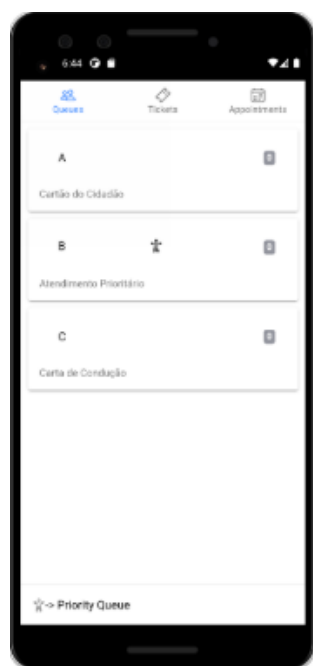 6:44
Queues Tickets Appointments
A 0
Cartão do Cidadão
B 0
Atendimento Prioritário
C 0
Carta de Condução
-> Priority Queue